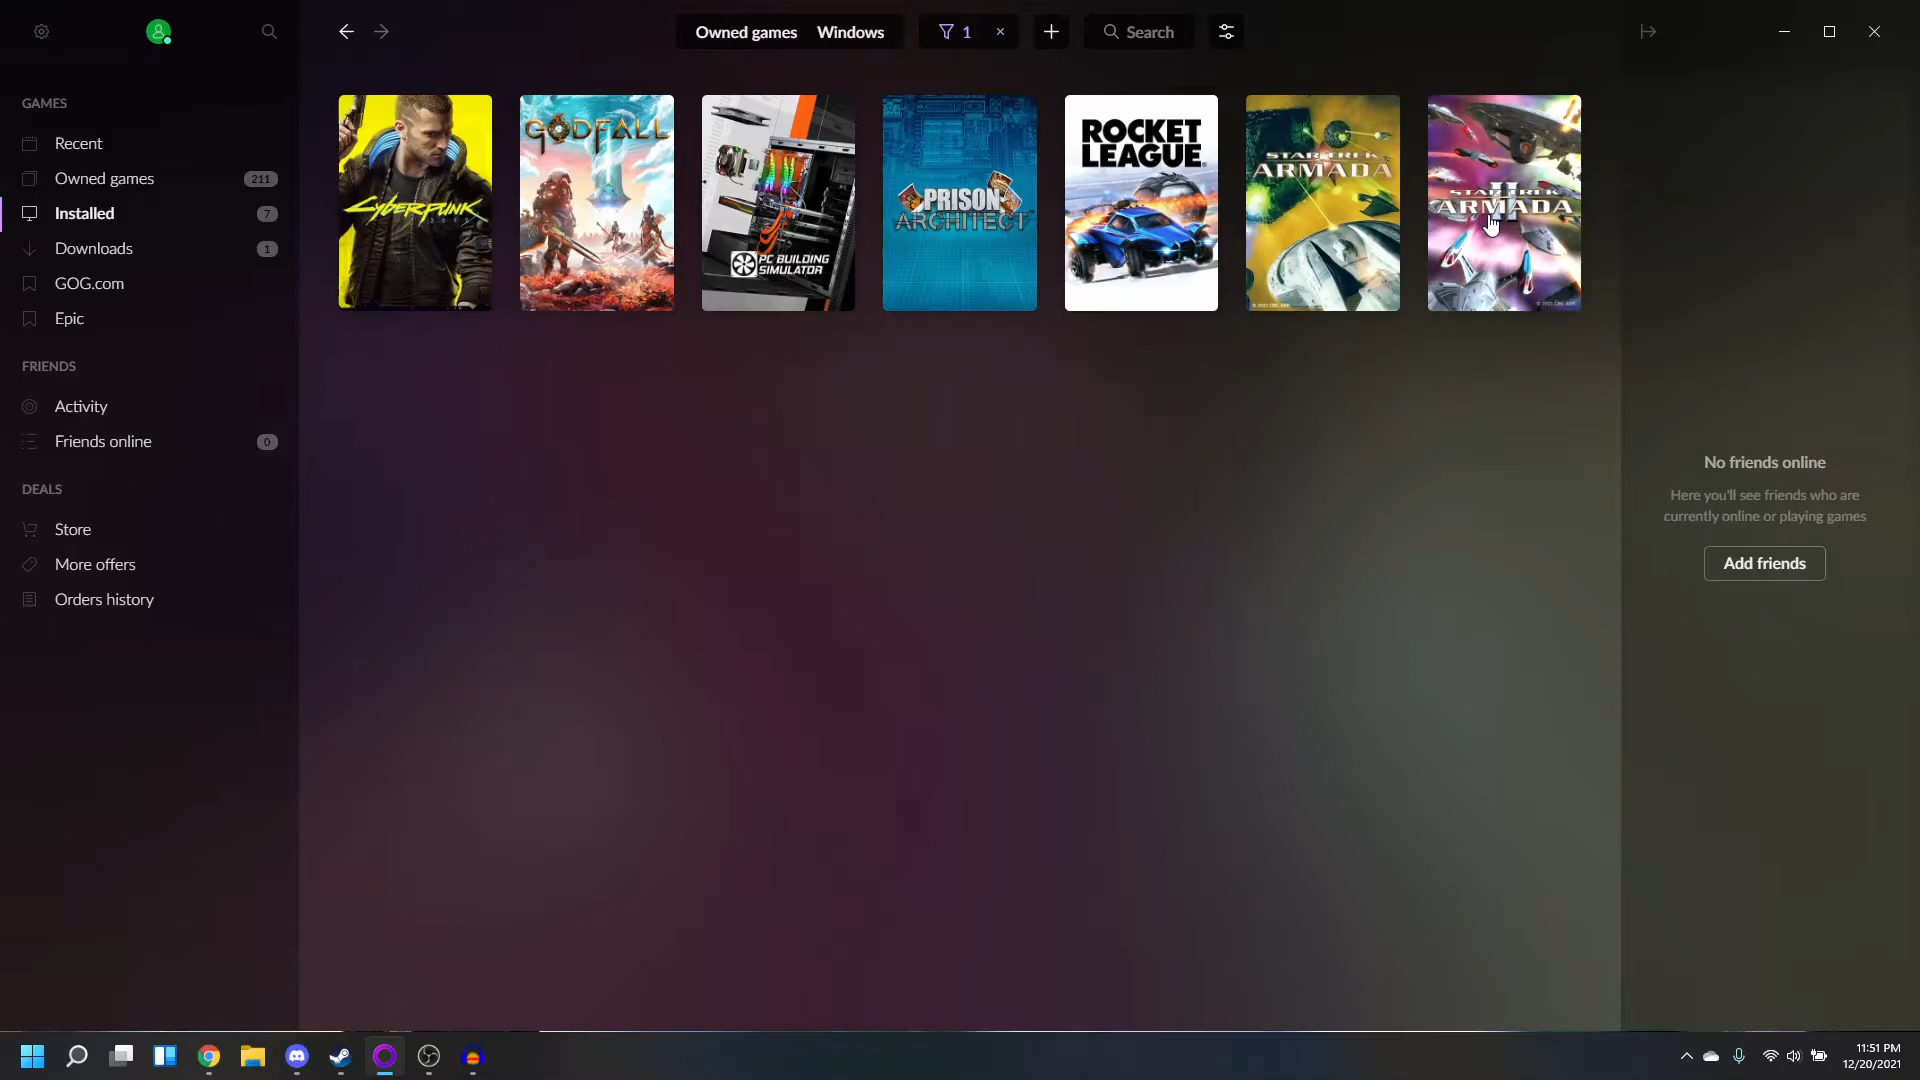 Owned games Windows 1 × + Search
GAMES
Recent
Owned games 211
Installed 7
Downloads 1
GOG.com
Epic
FRIENDS
Activity
Friends online 0
DEALS
Store
More offers
Orders history
CYBERPUNK
GODFALL
PC BUILDING
SIMULATOR
PRISON
ARCHITECT
ROCKET
LEAGUE
STAR TREK
ARMADA
STAR TREK
ARMADA
II
No friends online
Here you'll see friends who are
currently online or playing games
Add friends
11:51 PM
12/20/2021